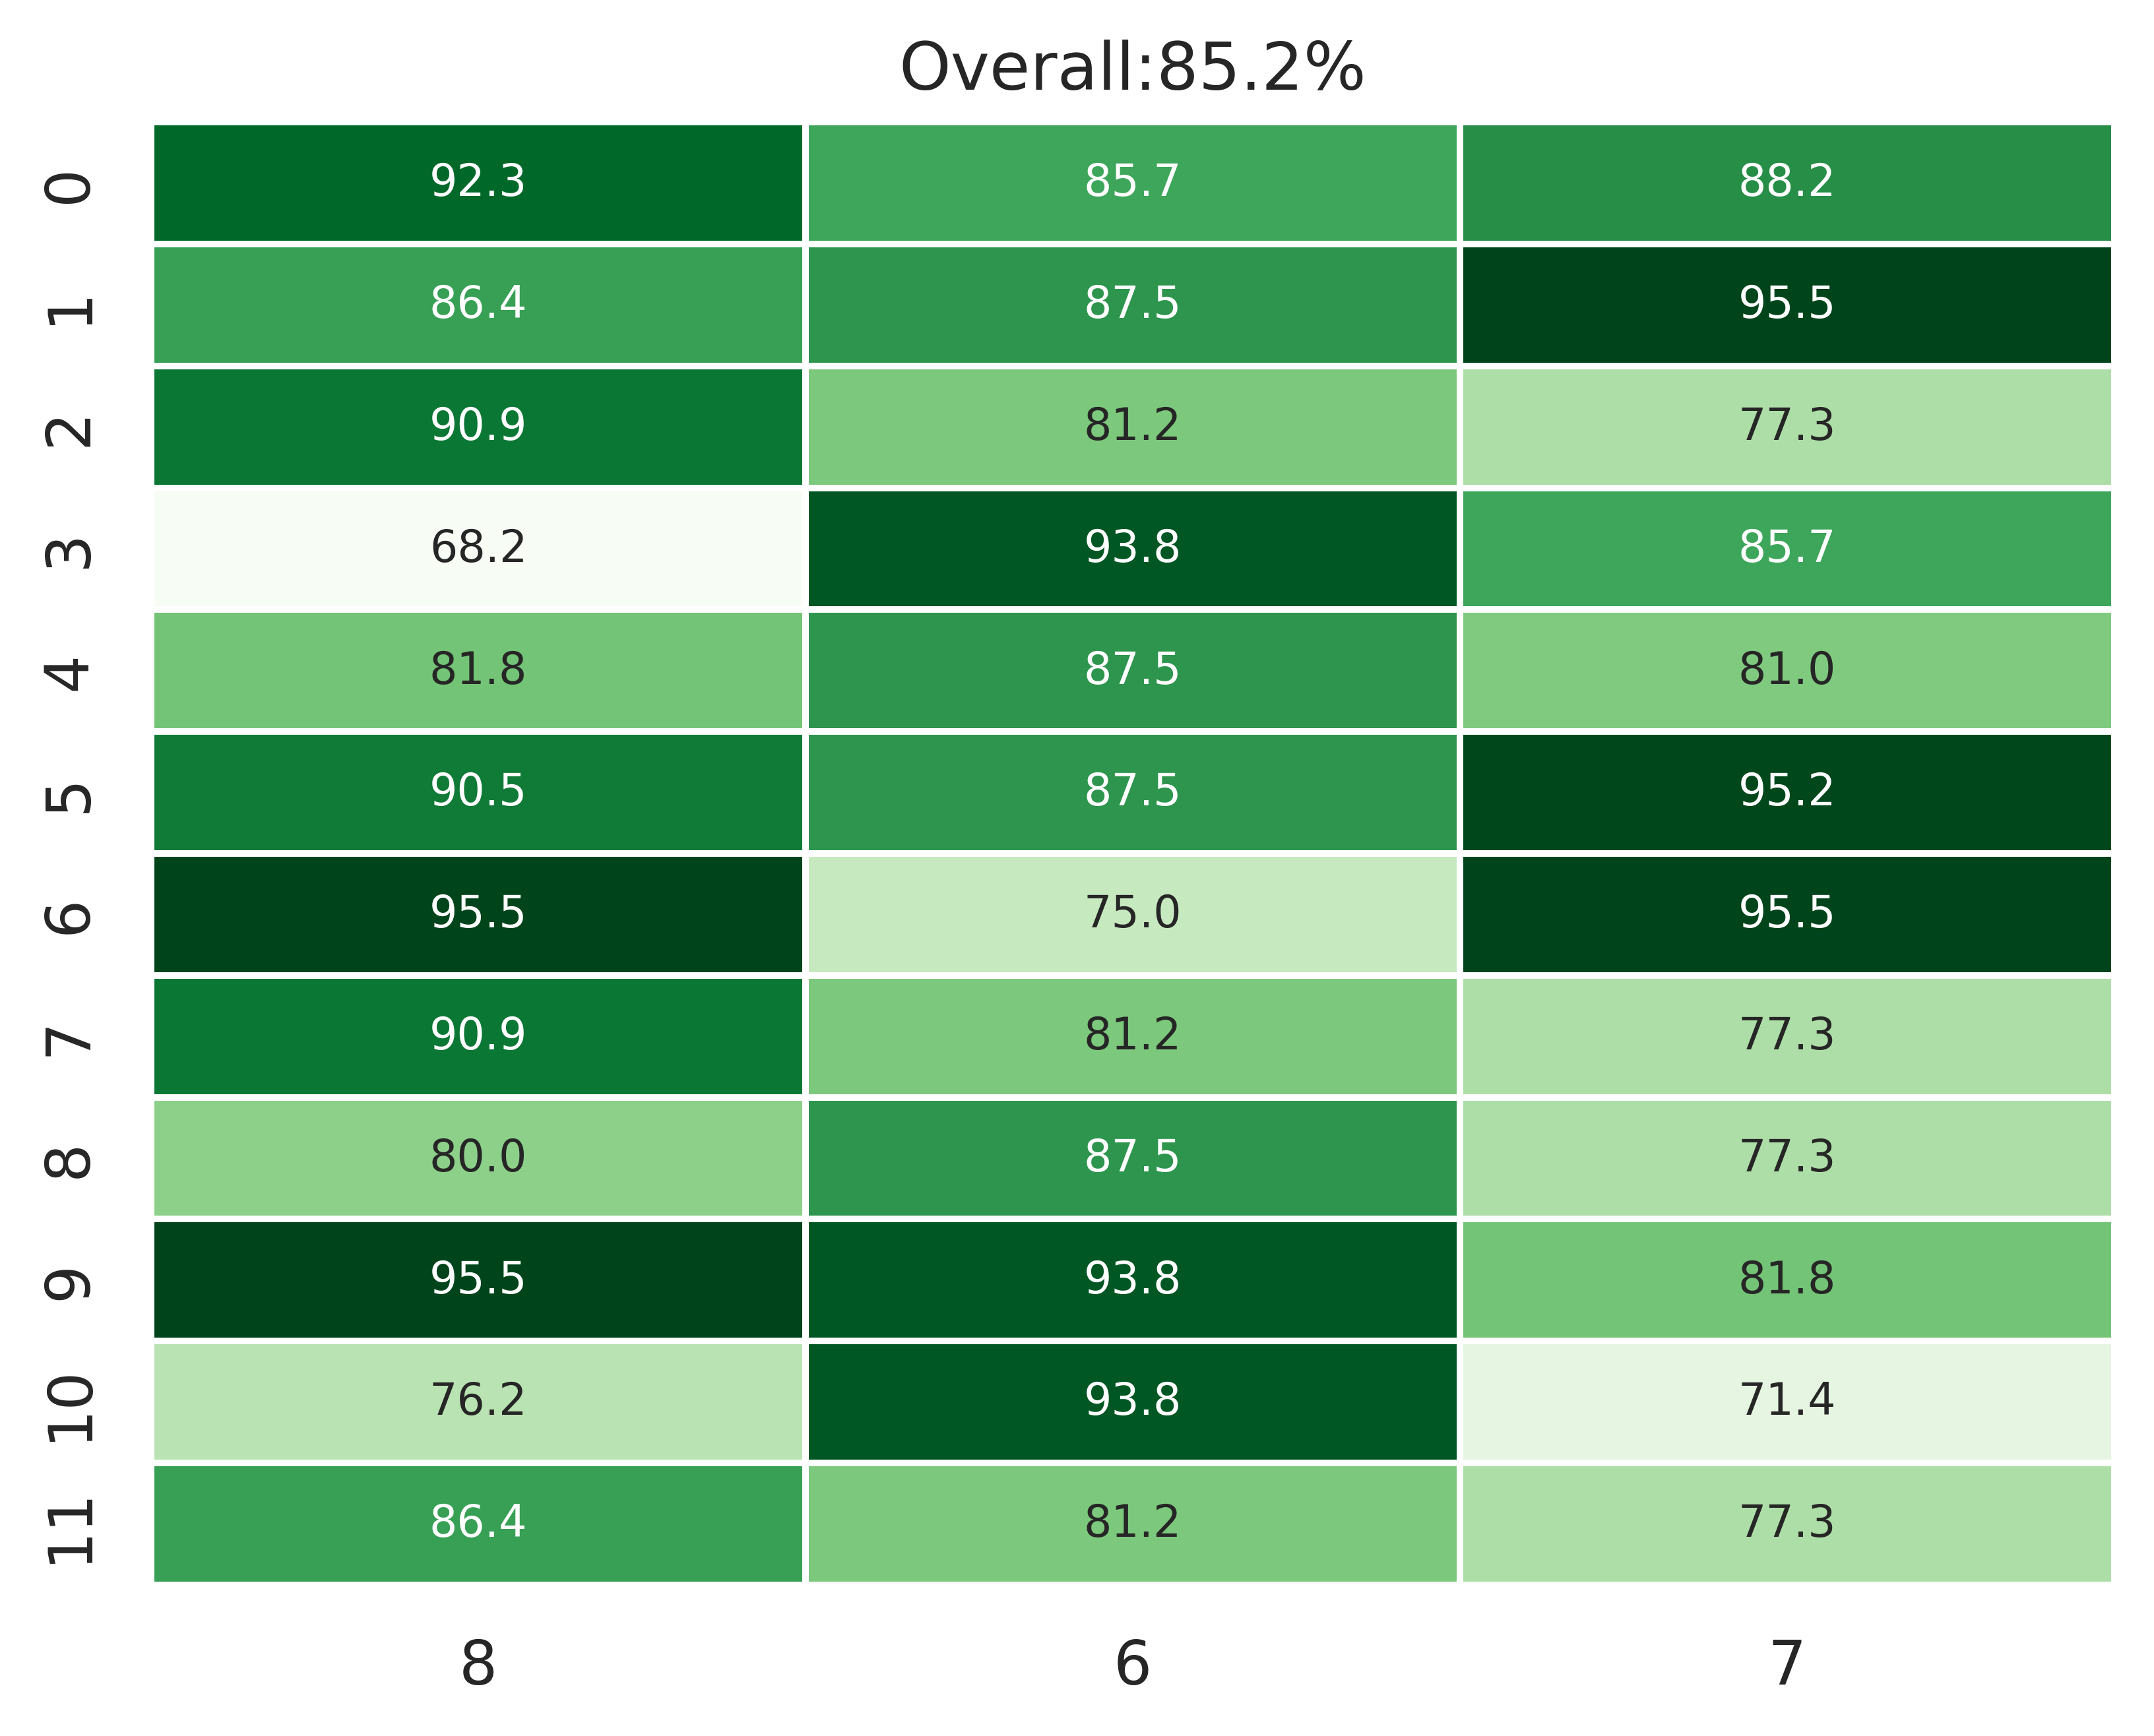 Overall:85.2%
0 92.3 85.7 88.2
1 86.4 87.5 95.5
2 90.9 81.2 77.3
3 68.2 93.8 85.7
4 81.8 87.5 81.0
5 90.5 87.5 95.2
6 95.5 75.0 95.5
7 90.9 81.2 77.3
8 80.0 87.5 77.3
9 95.5 93.8 81.8
10 76.2 93.8 71.4
11 86.4 81.2 77.3
8 6 7